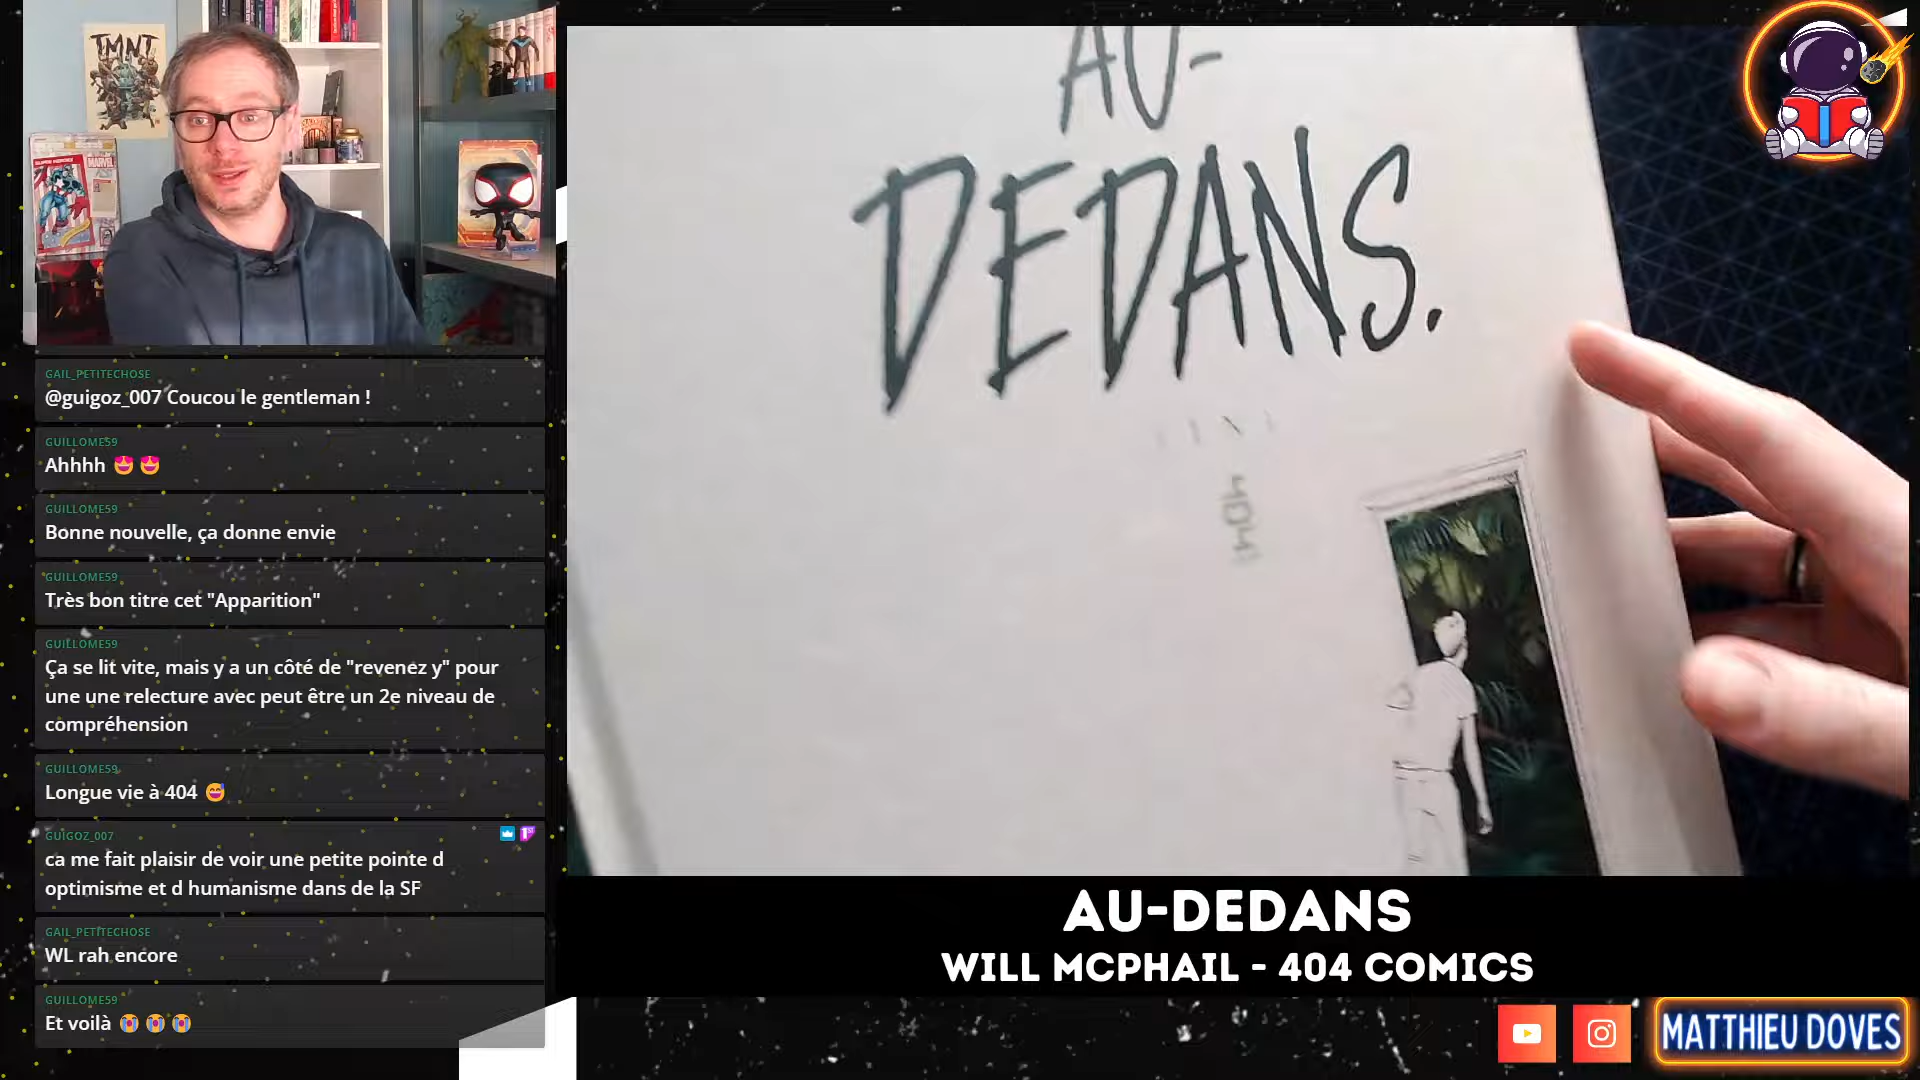 TMNT
MARVEL
GAIL_PETITECHOSE
@guigoz_007 Coucou le gentleman !
GUILLOME59
Ahhhh
GUILLOME59
Bonne nouvelle, ça donne envie
GUILLOME59
Très bon titre cet "Apparition"
GUILLOME59
Ça se lit vite, mais y a un côté de "revenez y" pour
une une relecture avec peut être un 2e niveau de
compréhension
GUILLOME59
Longue vie à 404
GUIGOZ_007
ca me fait plaisir de voir une petite pointe d
optimisme et d humanisme dans de la SF
GAIL_PETITECHOSE
WL rah encore
GUILLOME59
Et voilà
AU-
DEDANS.
404
AU-DEDANS
WILL MCPHAIL - 404 COMICS
MATTHIEU DOVES